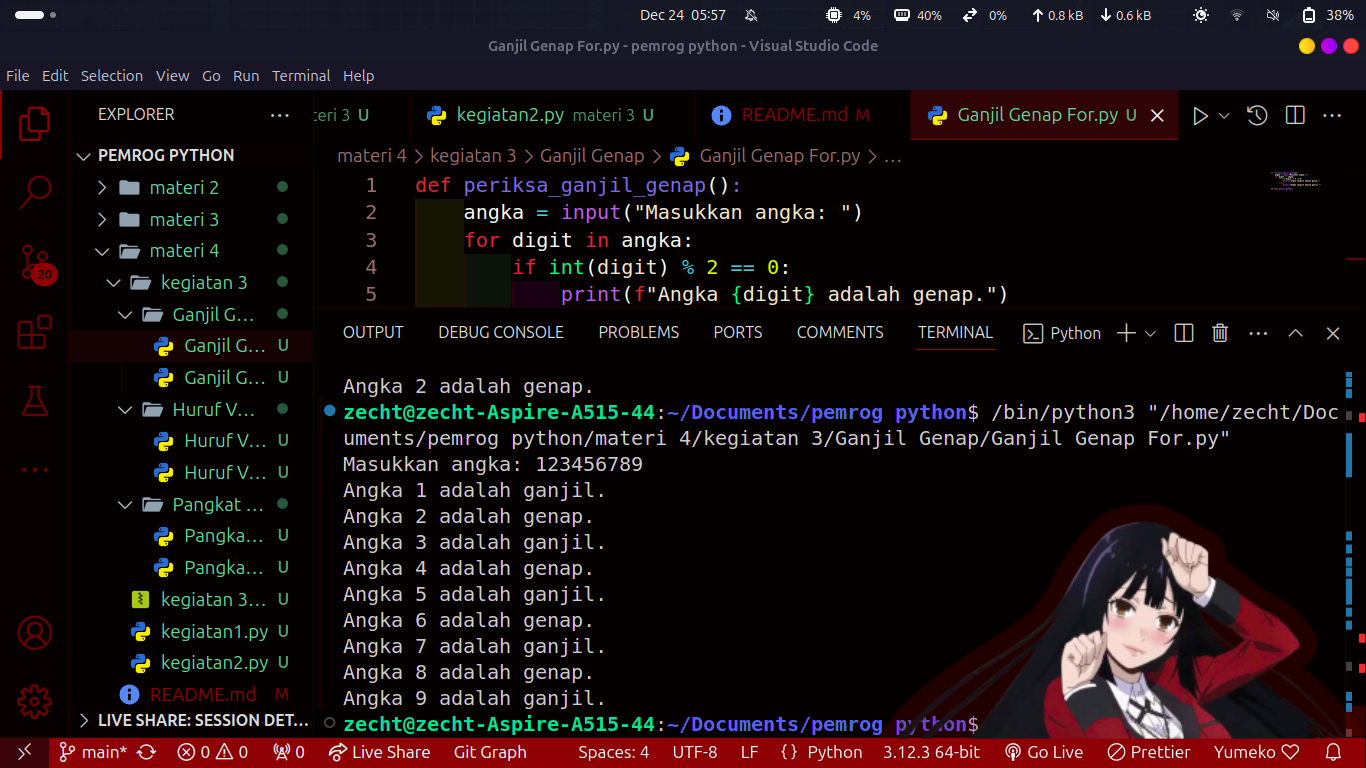 Dec 24 05:57 4% 40% 0% 0.8 kB 0.6 kB 38%
Ganjil Genap For.py - pemrog python - Visual Studio Code
File Edit Selection View Go Run Terminal Help
EXPLORER
PEMROG PYTHON
materi 2
materi 3
materi 4
kegiatan 3
Ganjil G...
Ganjil G... U
Ganjil G... U
Huruf V...
Huruf V... U
Huruf V... U
Pangkat ...
Pangka... U
Pangka... U
kegiatan 3... U
kegiatan1.py U
kegiatan2.py U
README.md M
LIVE SHARE: SESSION DET...
20
teri 3 U kegiatan2.py materi 3 U README.md M Ganjil Genap For.py U
materi 4 > kegiatan 3 > Ganjil Genap > Ganjil Genap For.py > ...
1 def periksa_ganjil_genap():
2 angka = input("Masukkan angka: ")
3 for digit in angka:
4 if int(digit) % 2 == 0:
5 print(f"Angka {digit} adalah genap.")
OUTPUT DEBUG CONSOLE PROBLEMS PORTS COMMENTS TERMINAL Python
Angka 2 adalah genap.
zecht@zecht-Aspire-A515-44:~/Documents/pemrog python$ /bin/python3 "/home/zecht/Doc
uments/pemrog python/materi 4/kegiatan 3/Ganjil Genap/Ganjil Genap For.py"
Masukkan angka: 123456789
Angka 1 adalah ganjil.
Angka 2 adalah genap.
Angka 3 adalah ganjil.
Angka 4 adalah genap.
Angka 5 adalah ganjil.
Angka 6 adalah genap.
Angka 7 adalah ganjil.
Angka 8 adalah genap.
Angka 9 adalah ganjil.
zecht@zecht-Aspire-A515-44:~/Documents/pemrog python$
main* 0 0 0 Live Share Git Graph Spaces: 4 UTF-8 LF {} Python 3.12.3 64-bit Go Live Prettier Yumeko♡